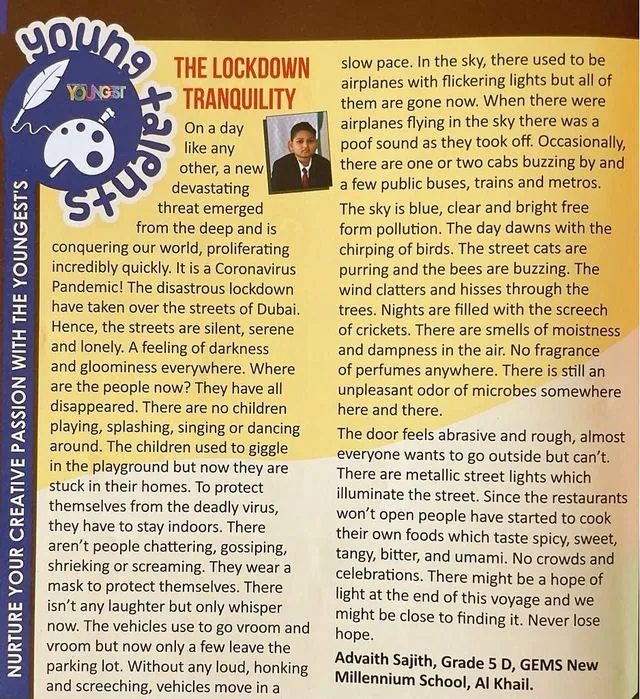 young talents
YOUNGEST
NURTURE YOUR CREATIVE PASSION WITH THE YOUNGEST'S
THE LOCKDOWN
TRANQUILITY
On a day
like any
other, a new
devastating
threat emerged
from the deep and is
conquering our world, proliferating
incredibly quickly. It is a Coronavirus
Pandemic! The disastrous lockdown
have taken over the streets of Dubai.
Hence, the streets are silent, serene
and lonely. A feeling of darkness
and gloominess everywhere. Where
are the people now? They have all
disappeared. There are no children
playing, splashing, singing or dancing
around. The children used to giggle
in the playground but now they are
stuck in their homes. To protect
themselves from the deadly virus,
they have to stay indoors. There
aren't people chattering, gossiping,
shrieking or screaming. They wear a
mask to protect themselves. There
isn't any laughter but only whisper
now. The vehicles use to go vroom and
vroom but now only a few leave the
parking lot. Without any loud, honking
and screeching, vehicles move in a
slow pace. In the sky, there used to be
airplanes with flickering lights but all of
them are gone now. When there were
airplanes flying in the sky there was a
poof sound as they took off. Occasionally,
there are one or two cabs buzzing by and
a few public buses, trains and metros.
The sky is blue, clear and bright free
form pollution. The day dawns with the
chirping of birds. The street cats are
purring and the bees are buzzing. The
wind clatters and hisses through the
trees. Nights are filled with the screech
of crickets. There are smells of moistness
and dampness in the air. No fragrance
of perfumes anywhere. There is still an
unpleasant odor of microbes somewhere
here and there.
The door feels abrasive and rough, almost
everyone wants to go outside but can't.
There are metallic street lights which
illuminate the street. Since the restaurants
won't open people have started to cook
their own foods which taste spicy, sweet,
tangy, bitter, and umami. No crowds and
celebrations. There might be a hope of
light at the end of this voyage and we
might be close to finding it. Never lose
hope.
Advaith Sajith, Grade 5 D, GEMS New
Millennium School, Al Khail.